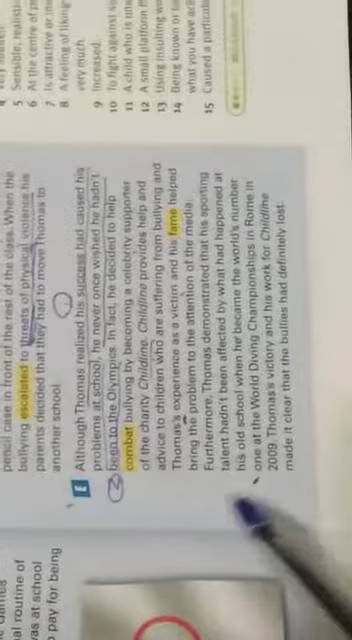 pencil case in front of the rest of the class. When the
bullying escalated to threats of physical violence his
parents decided that they had to move Thomas to
another school
E Although Thomas realized his success had caused his
problems at school, he never once wished he hadn't
been to the Olympics. In fact, he decided to help
combat bullying by becoming a celebrity supporter
of the charity Childline. Childline provides help and
advice to children who are suffering from bullying and
Thomas's experience as a victim and his fame helped
bring the problem to the attention of the media.
Furthermore, Thomas demonstrated that his sporting
talent hadn't been affected by what had happened at
his old school when he became the world's number
one at the World Diving Championships in Rome in
2009. Thomas's victory and his work for Childline
made it clear that the bullies had definitely lost.
5 Sensible, realisti
6 At the centre of
7 Is attractive or
8 A feeling of liking
very much.
9 Increased.
10 To fight against
11 A child who is
12 A small platform
13 Using insulting
14 Being known or
what you have
15 Caused a particula
routine of
was at school
pay for being